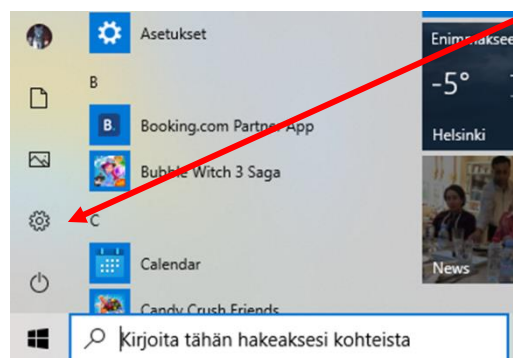 Asetukset
B
B.
Booking.com Partner App
Bubble Witch 3 Saga
C
Calendar
Candy Crush Friends
Kirjoita tähän hakeaksesi kohteista
-5°
Helsinki
News